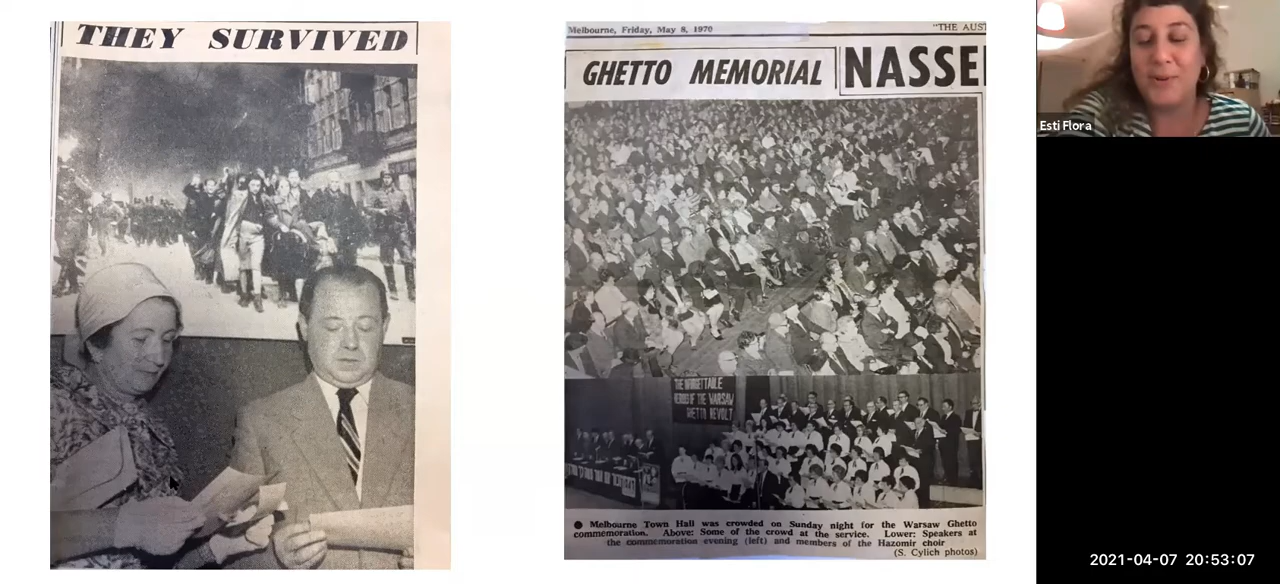 THEY SURVIVED
Melbourne, Friday, May 8, 1970
"THE AUS
GHETTO MEMORIAL
NASSE
THE UNFORGETTABLE
HEROES OF THE WARSAW
GHETTO REVOLT
● Melbourne Town Hall was crowded on Sunday night for the Warsaw Ghetto
commemoration. Above: Some of the crowd at the service. Lower: Speakers at
the commemoration evening (left) and members of the Hazomir choir
(S. Cylich photos)
Esti Flora
2021-04-07 20:53:07